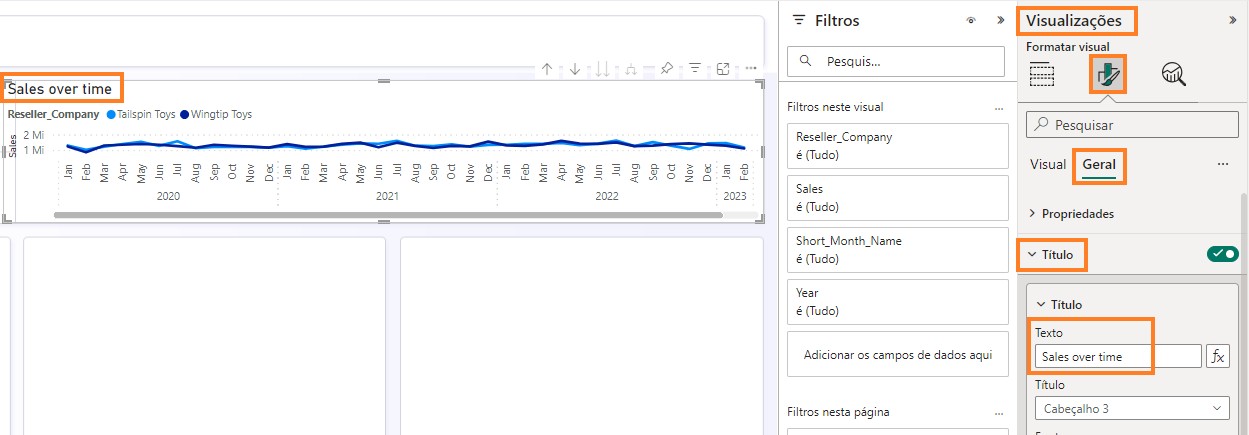 Sales over time
Reseller_Company Tailspin Toys Wingtip Toys
Sales
2 Mi
1 Mi
Jan Feb Mar Apr May Jun Jul Aug Sep Oct Nov Dec Jan Feb Mar Apr May Jun Jul Aug Sep Oct Nov Dec Jan Feb Mar Apr May Jun Jul Aug Sep Oct Nov Dec Jan Feb
2020 2021 2022 2023
Filtros
Pesquis...
Filtros neste visual ...
Reseller_Company
é (Tudo)
Sales
é (Tudo)
Short_Month_Name
é (Tudo)
Year
é (Tudo)
Adicionar os campos de dados aqui
Filtros nesta página ...
Visualizações
Formatar visual
Pesquisar
Visual Geral ...
Propriedades
Título
Título
Texto
Sales over time
fx
Título
Cabeçalho 3